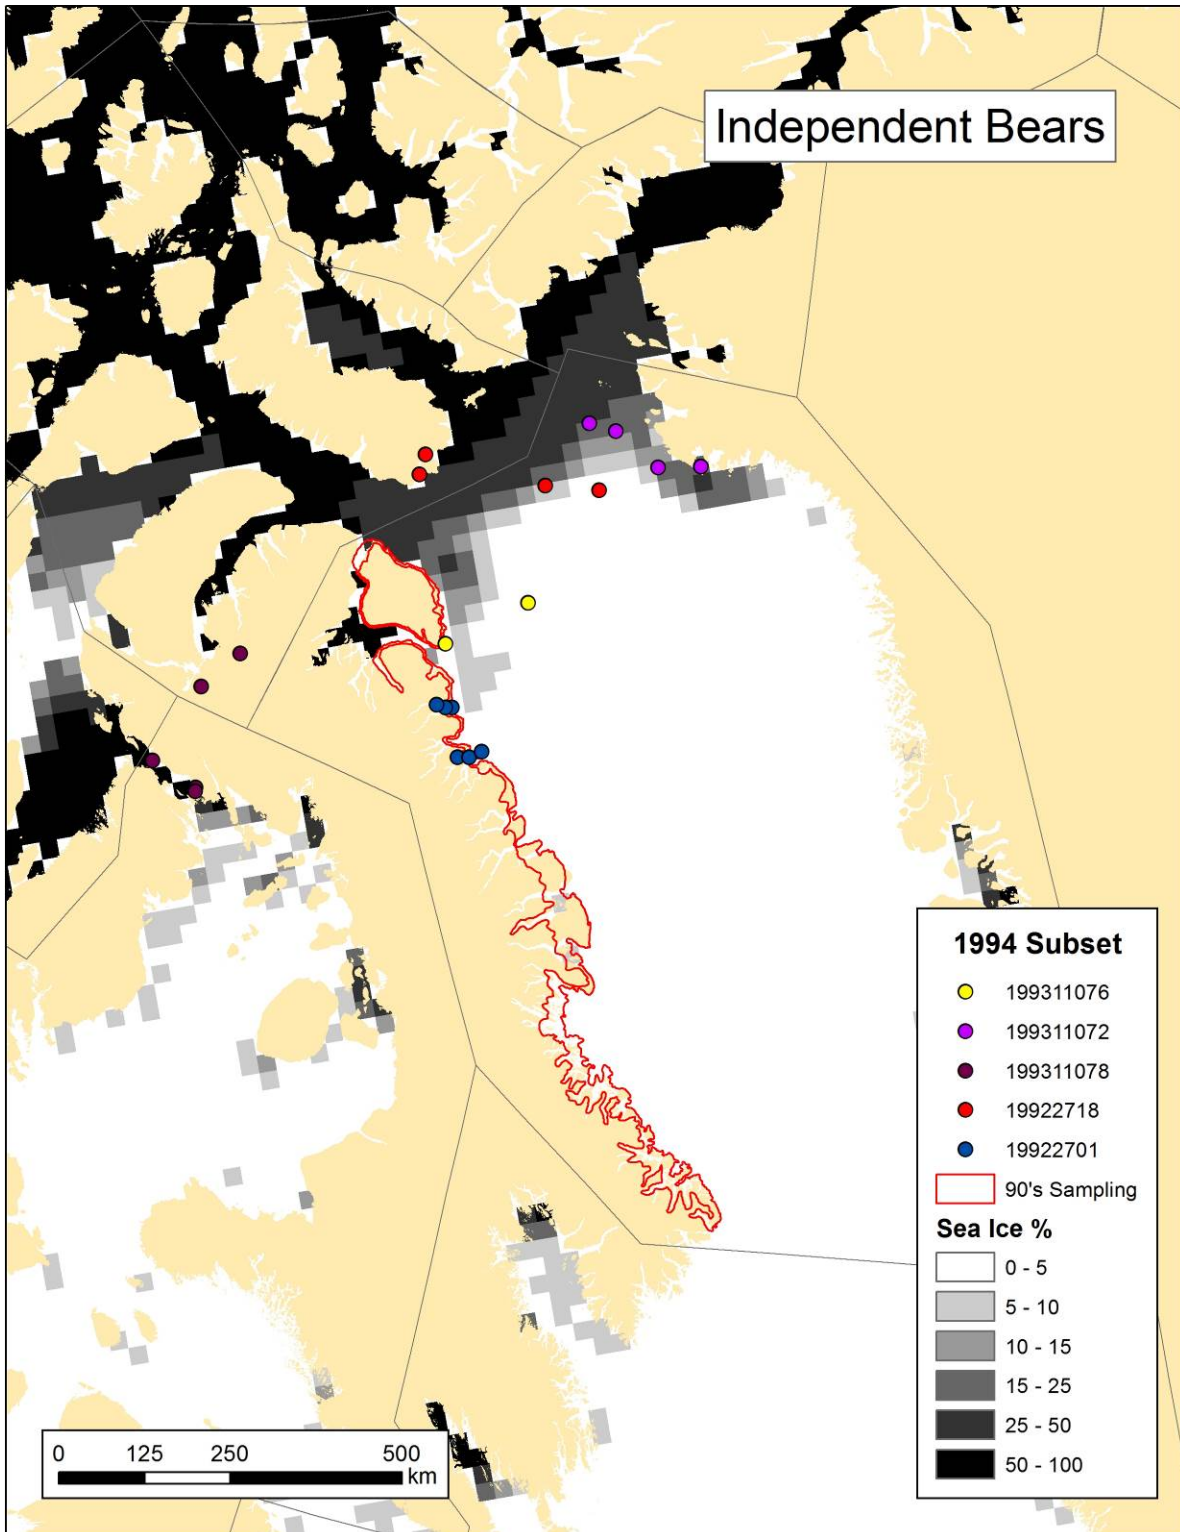 Independent Bears
1994 Subset
199311076
199311072
199311078
19922718
19922701
90's Sampling
Sea Ice %
0 - 5
5 - 10
10 - 15
15 - 25
25 - 50
50 - 100
0 125 250 500
km